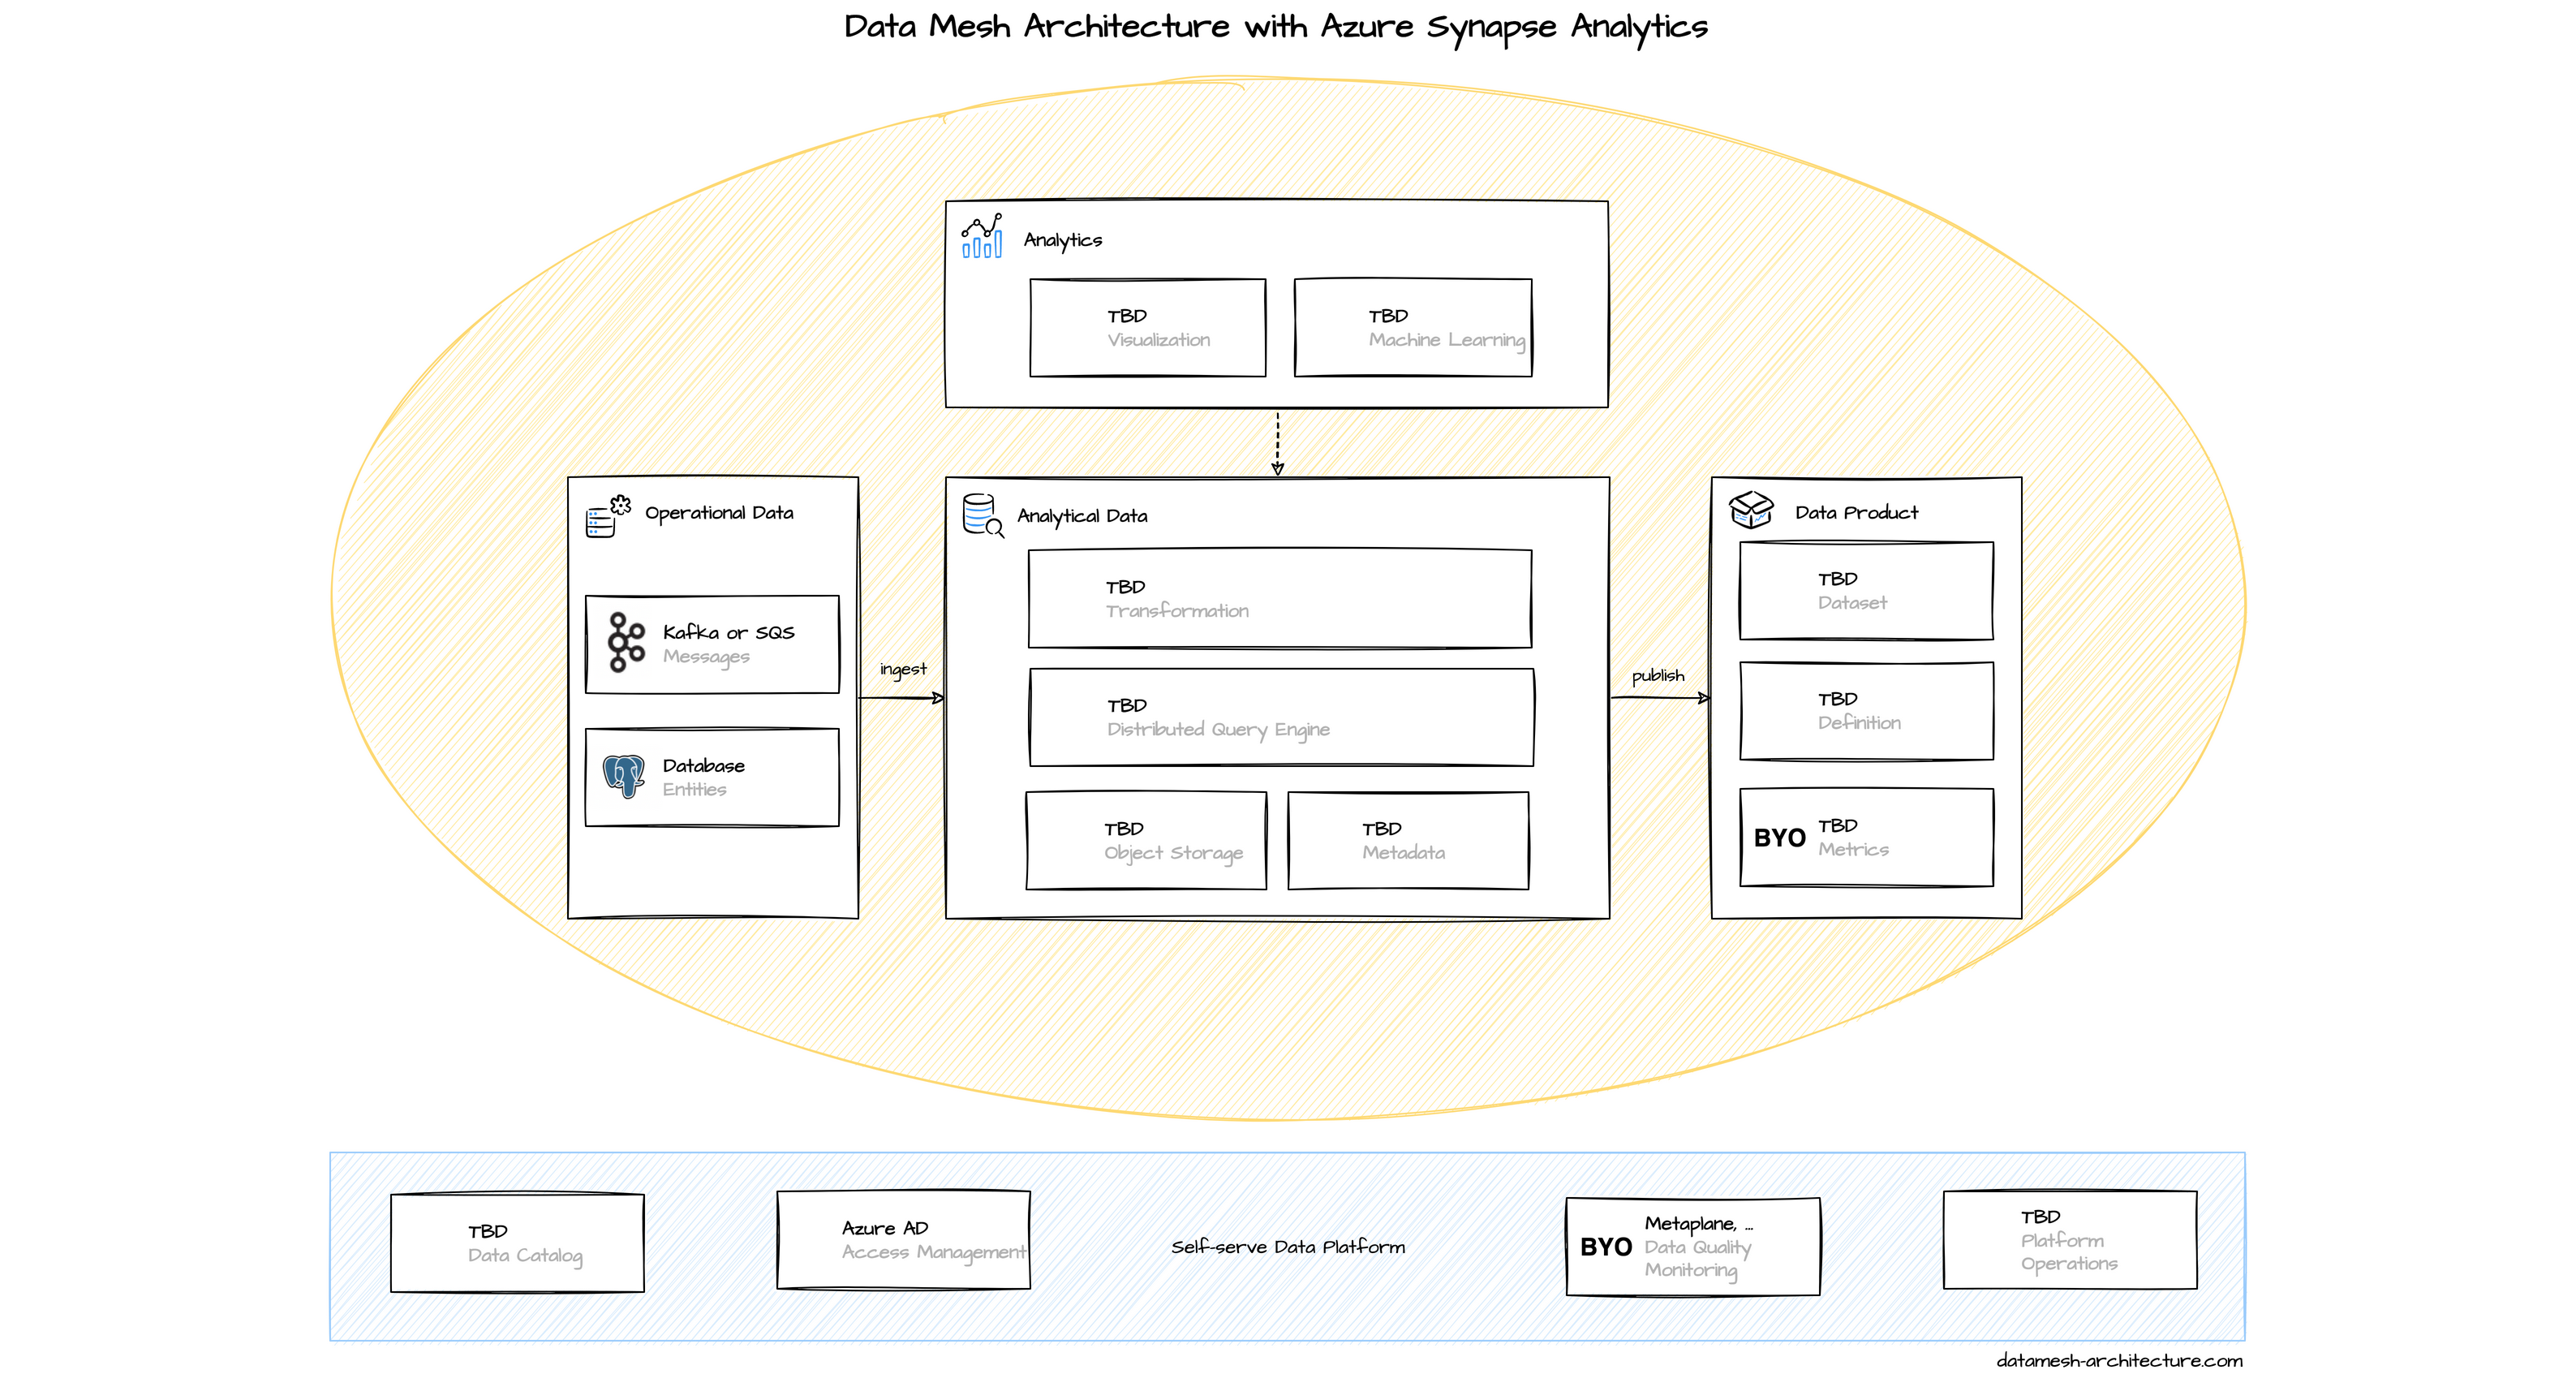 Data Mesh Architecture with Azure Synapse Analytics
Analytics
TBD
Visualization
TBD
Machine Learning
Operational Data
Kafka or SQS
Messages
Database
Entities
ingest
Analytical Data
TBD
Transformation
TBD
Distributed Query Engine
TBD
Object Storage
TBD
Metadata
publish
Data Product
TBD
Dataset
TBD
Definition
BYO
TBD
Metrics
TBD
Data Catalog
Azure AD
Access Management
Self-serve Data Platform
BYO
Metaplane, ...
Data Quality
Monitoring
TBD
Platform
Operations
datamesh-architecture.com